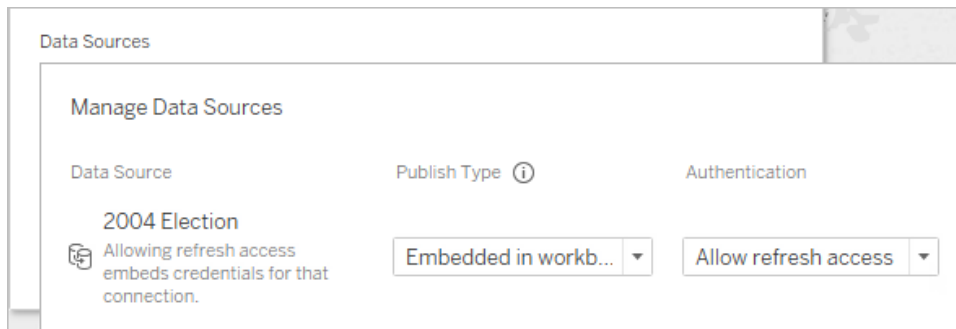 Data Sources
Manage Data Sources
Data Source Publish Type Authentication
2004 Election
Allowing refresh access
embeds credentials for that
connection.
Embedded in workb... Allow refresh access